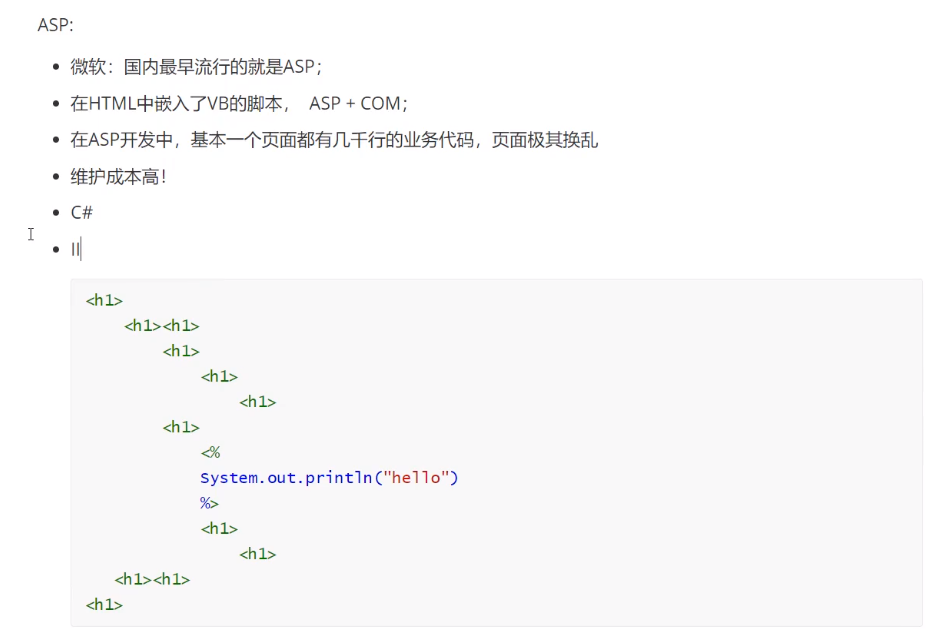 ASP:
微软：国内最早流行的就是ASP；
在HTML中嵌入了VB的脚本， ASP + COM；
在ASP开发中，基本一个页面都有几千行的业务代码，页面极其换乱
维护成本高！
C#
II
<h1>
<h1><h1>
<h1>
<h1>
<h1>
<h1>
<%
System.out.println("hello")
%>
<h1>
<h1>
<h1><h1>
<h1>